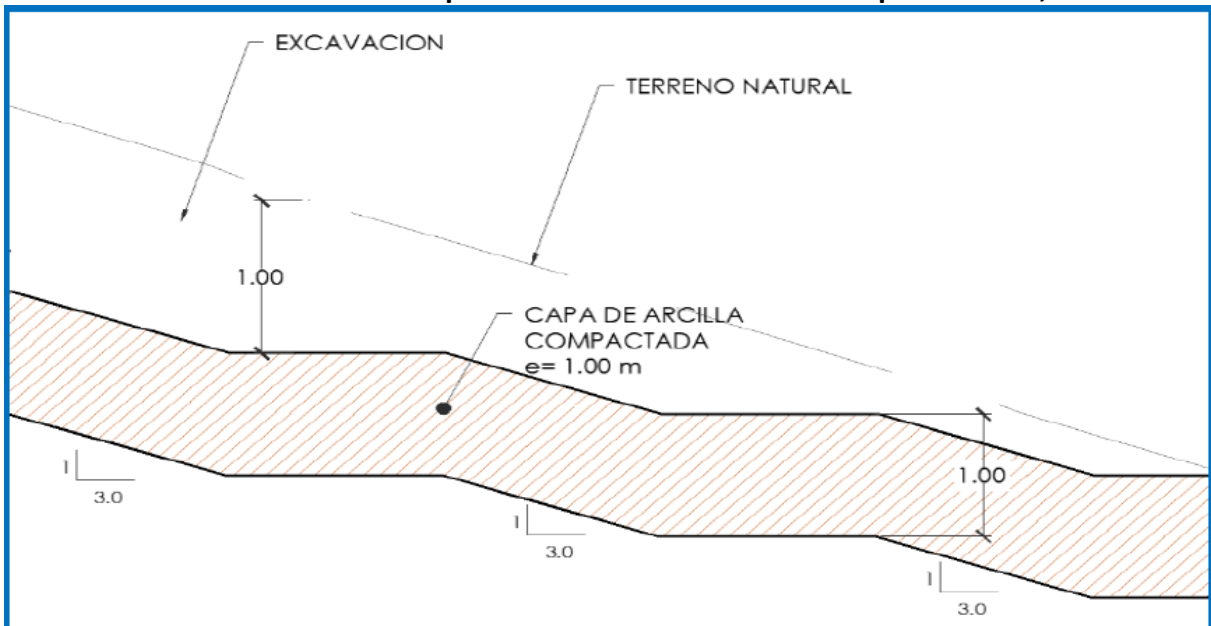 EXCAVACION
TERRENO NATURAL
1.00
CAPA DE ARCILLA
COMPACTADA
e= 1.00 m
1
3.0
1.00
1
3.0
1
3.0